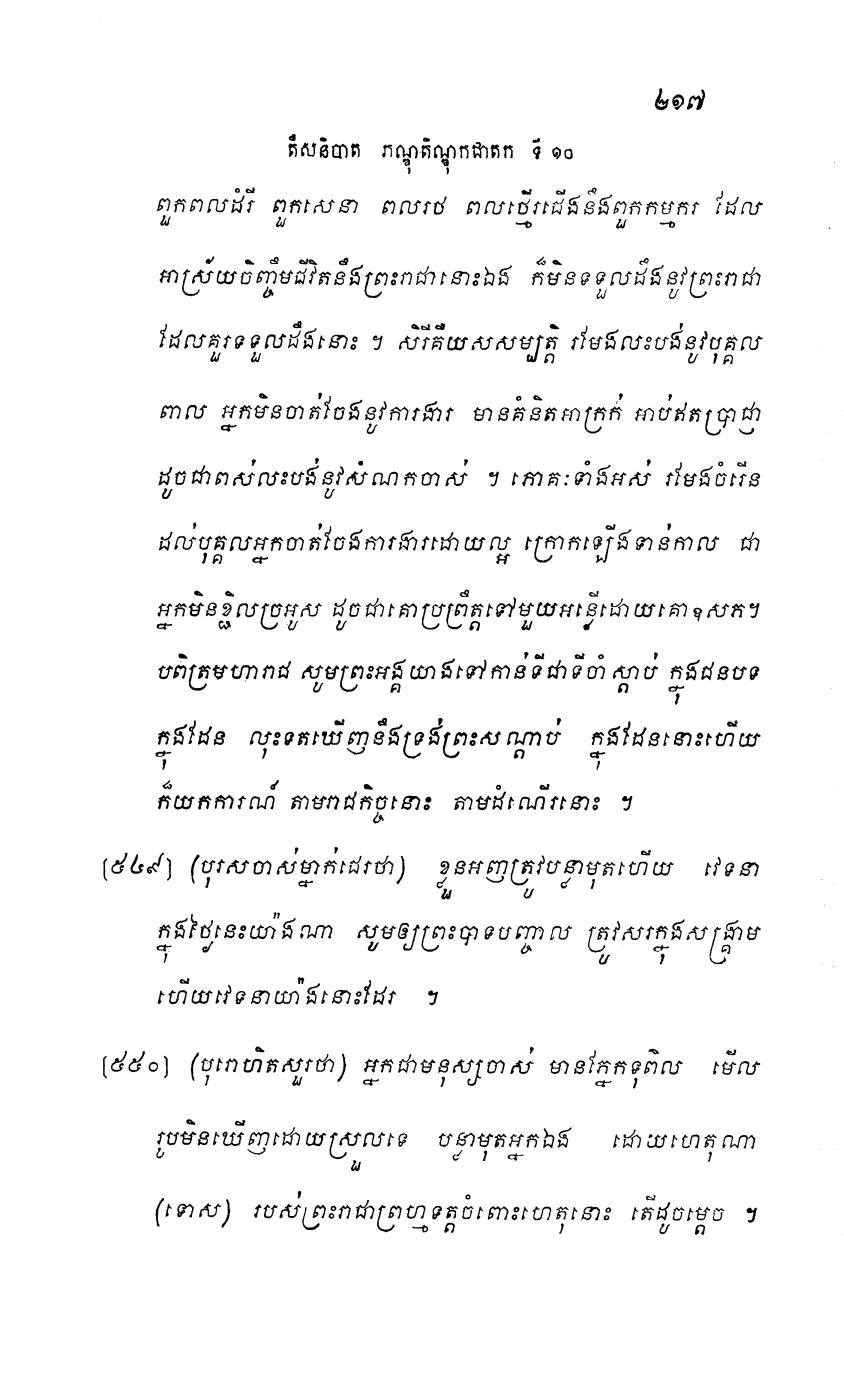 ២១៧
តឹសនិបាត ភណ្ឌុតិណ្ឌុកជាតក ទី ១០
ពួកពលដំរី ពួកសេនា ពលរថ ពលថ្មើរជើងនឹងពួកកម្មករ ដែល
អាស្រ័យចិញ្ចឹមជីវិតនឹងព្រះរាជានោះឯង ក៏មិនទទួលដឹងនូវព្រះរាជា
ដែលគួរទទួលដឹងនោះ ។ សិរីគឺយសសម្បត្តិ រមែងលះបង់នូវបុគ្គល
ពាល អ្នកមិនចាត់ចែងនូវការងារ មានគំនិតអាក្រក់ អាប់ឥតប្រាជ្ញា
ដូចជាពស់លះបង់នូវសំណកចាស់ ។ ភោគៈទាំងអស់ រមែងចំរើន
ដល់បុគ្គលអ្នកចាត់ចែងការងារដោយល្អ ក្រោកឡើងទាន់កាល ជា
អ្នកមិនខ្ជិលច្រអូស ដូចជាគោប្រព្រឹត្តទៅមួយអន្លើដោយគោឧសភ។
បពិត្រមហារាជ សូមព្រះអង្គយាងទៅកាន់ទីជាទីចាំស្តាប់ ក្នុងជនបទ
ក្នុងដែន លុះទតឃើញនឹងទ្រង់ព្រះសណ្តាប់ ក្នុងដែននោះហើយ
ក៏យកការណ៍ តាមរាជកិច្ចនោះ តាមដំណើរនោះ ។
[៥៤៩] (បុរសចាស់ម្នាក់ជេរថា) ខ្លួនអញត្រូវបន្លាមុតហើយ វេទនា
ក្នុងថ្ងៃនេះយ៉ាងណា សូមឲ្យព្រះបាទបញ្ចាល ត្រូវសរក្នុងសង្គ្រាម
ហើយវេទនាយ៉ាងនោះដែរ ។
[៥៥០] (បុរោហិតសួរថា) អ្នកជាមនុស្សចាស់ មានភ្នែកទុពិល មើល
រូបមិនឃើញដោយស្រួលទេ បន្លាមុតអ្នកឯង ដោយហេតុណា
(ទោស) របស់ព្រះរាជាព្រហ្មទត្តចំពោះហេតុនោះ តើដូចម្តេច ។